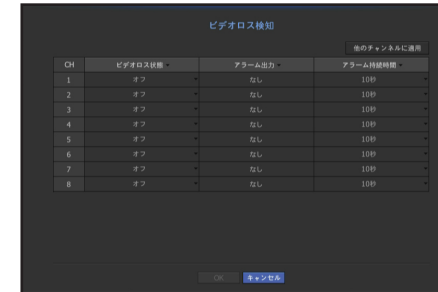 ビデオロス検知
他のチャンネルに適用
CH ビデオロス状態 アラーム出力 アラーム持続時間
1 オフ なし 10秒
2 オフ なし 10秒
3 オフ なし 10秒
4 オフ なし 10秒
5 オフ なし 10秒
6 オフ なし 10秒
7 オフ なし 10秒
8 オフ なし 10秒
OK キャンセル